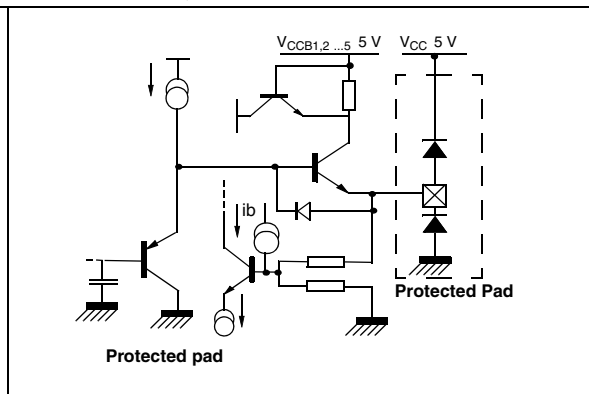 VCCB1,2 ...5 5 V VCC 5 V
ib
Protected Pad
Protected pad